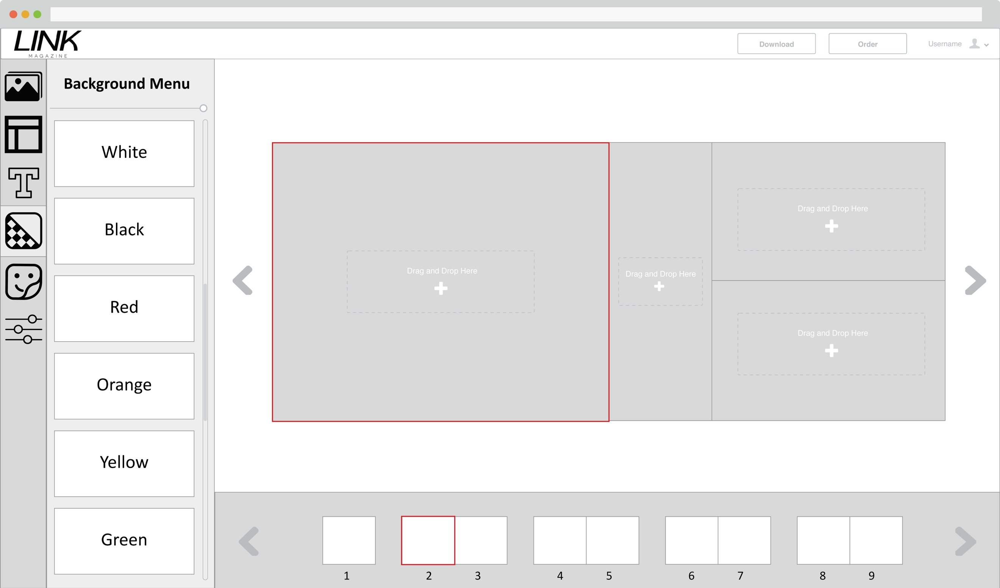 LINK
MAGAZINE
Download
Order
Username
Background Menu
White
Black
Red
Orange
Yellow
Green
Drag and Drop Here
Drag and Drop Here
Drag and Drop Here
Drag and Drop Here
1 2 3 4 5 6 7 8 9